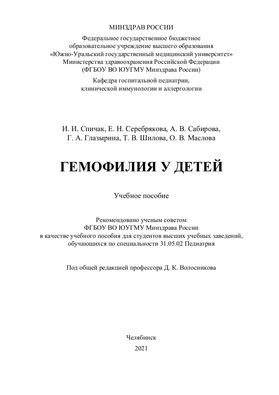 МИНЗДРАВ РОССИИ
Федеральное государственное бюджетное
образовательное учреждение высшего образования
«Южно-Уральский государственный медицинский университет»
Министерства здравоохранения Российской Федерации
(ФГБОУ ВО ЮУГМУ Минздрава России)
Кафедра госпитальной педиатрии,
клинической иммунологии и аллергологии
И. И. Спичак, Е. Н. Серебрякова, А. В. Сабирова,
Г. А. Глазырина, Т. В. Шилова, О. В. Маслова
ГЕМОФИЛИЯ У ДЕТЕЙ
Учебное пособие
Рекомендовано ученым советом
ФГБОУ ВО ЮУГМУ Минздрава России
в качестве учебного пособия для студентов высших учебных заведений,
обучающихся по специальности 31.05.02 Педиатрия
Под общей редакцией профессора Д. К. Волосникова
Челябинск
2021